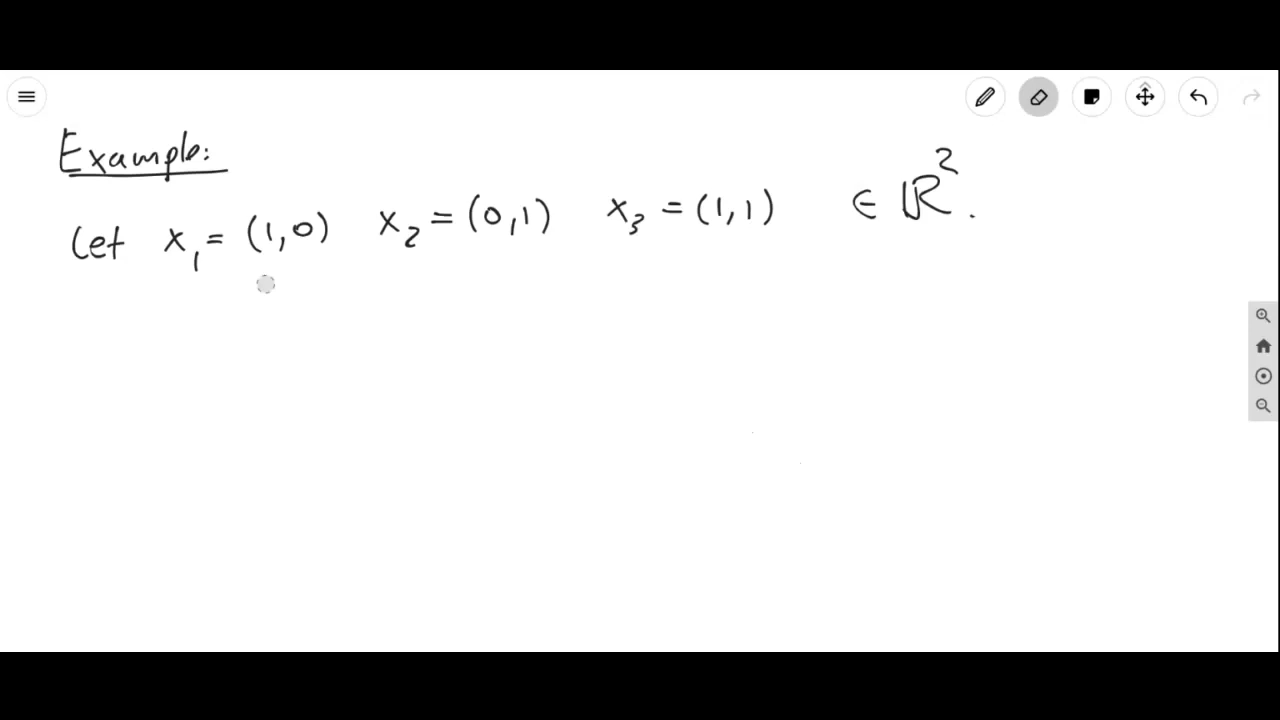 Example:
Let x₁ = (1,0) x₂ = (0,1) x₃ = (1,1) ∈ ℝ².